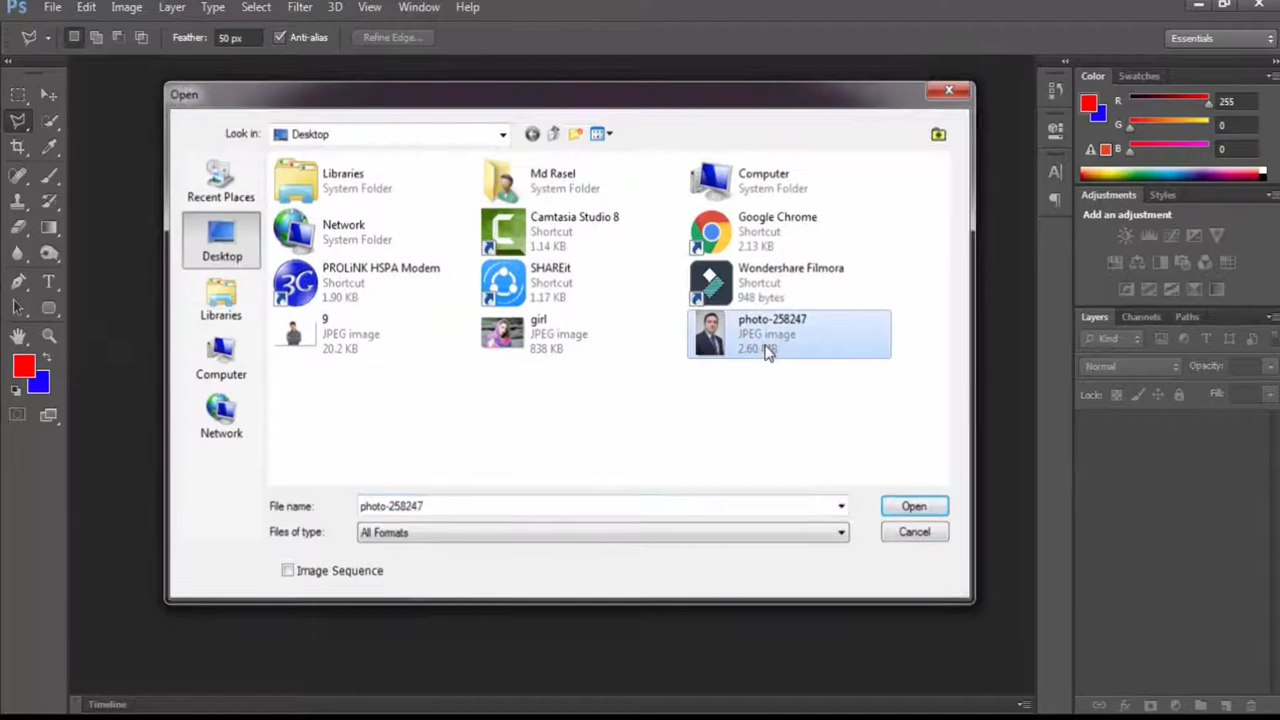 Ps File Edit Image Layer Type Select Filter 3D View Window Help
Feather: 50 px Anti-alias Refine Edge... Essentials
Open
Look in: Desktop
Recent Places
Desktop
Libraries
Computer
Network
Libraries
System Folder
Md Rasel
System Folder
Computer
System Folder
Network
System Folder
Camtasia Studio 8
Shortcut
1.14 KB
Google Chrome
Shortcut
2.13 KB
3G
PROLiNK HSPA Modem
Shortcut
1.90 KB
SHAREit
Shortcut
1.17 KB
Wondershare Filmora
Shortcut
948 bytes
9
JPEG image
20.2 KB
girl
JPEG image
838 KB
photo-258247
JPEG image
2.60
File name: photo-258247 Open
Files of type: All Formats Cancel
Image Sequence
Color Swatches
R 255
G 0
B 0
Adjustments Styles
Add an adjustment
Layers Channels Paths
Kind
Normal Opacity:
Lock: Fill:
Timeline